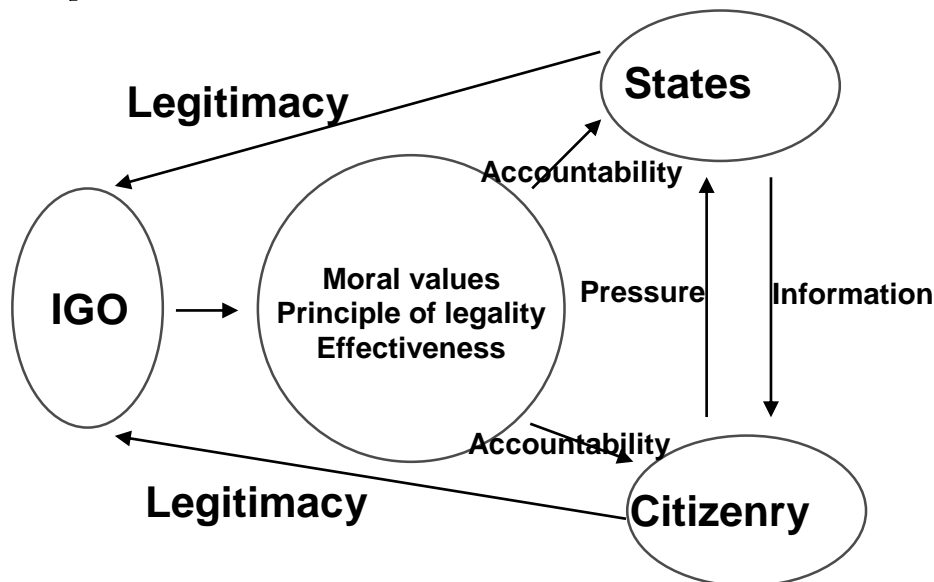 States
Legitimacy
Accountability
IGO
Moral values
Principle of legality
Effectiveness
Pressure
Information
Accountability
Legitimacy
Citizenry